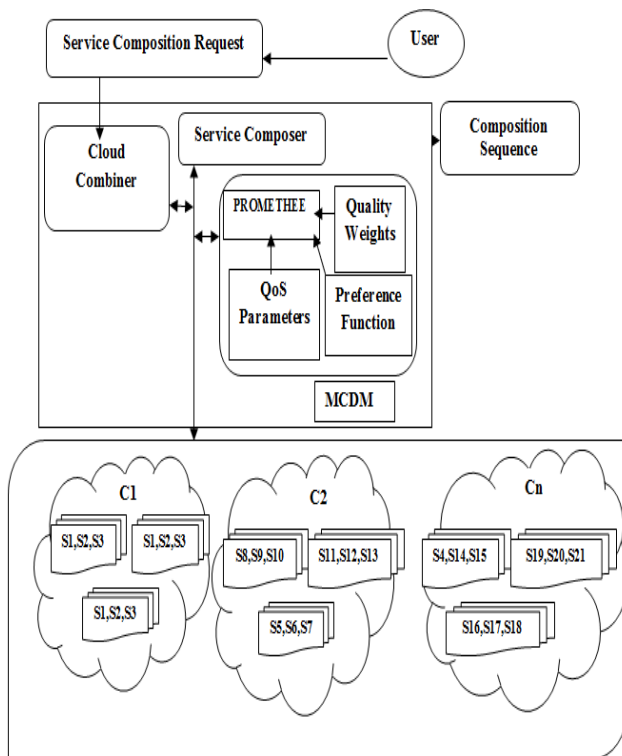 User
Service Composition Request
Composition
Sequence
Service Composer
Cloud
Combiner
PROMETHEE
Quality
Weights
QoS
Parameters
Preference
Function
MCDM
C1
C2
Cn
S1,S2,S3
S1,S2,S3
S8,S9,S10
S11,S12,S13
S4,S14,S15
S19,S20,S21
S1,S2,S3
S5,S6,S7
S16,S17,S18